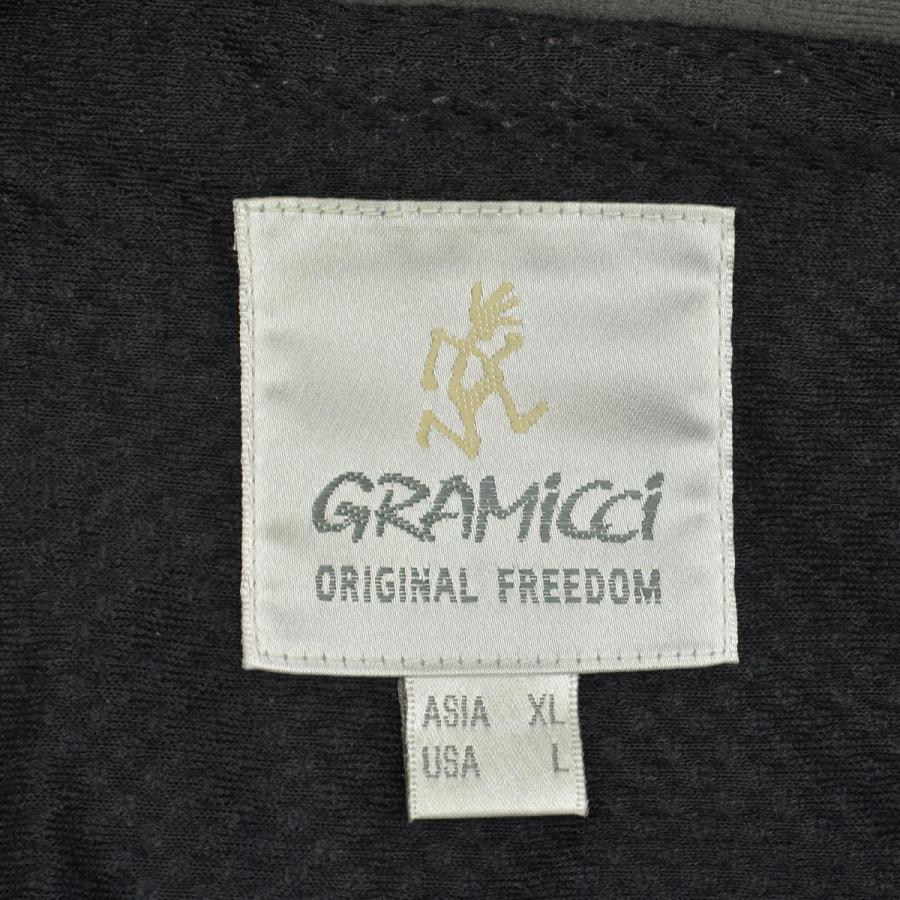 GRAMiCCi
ORIGINAL FREEDOM
ASIA XL
USA L